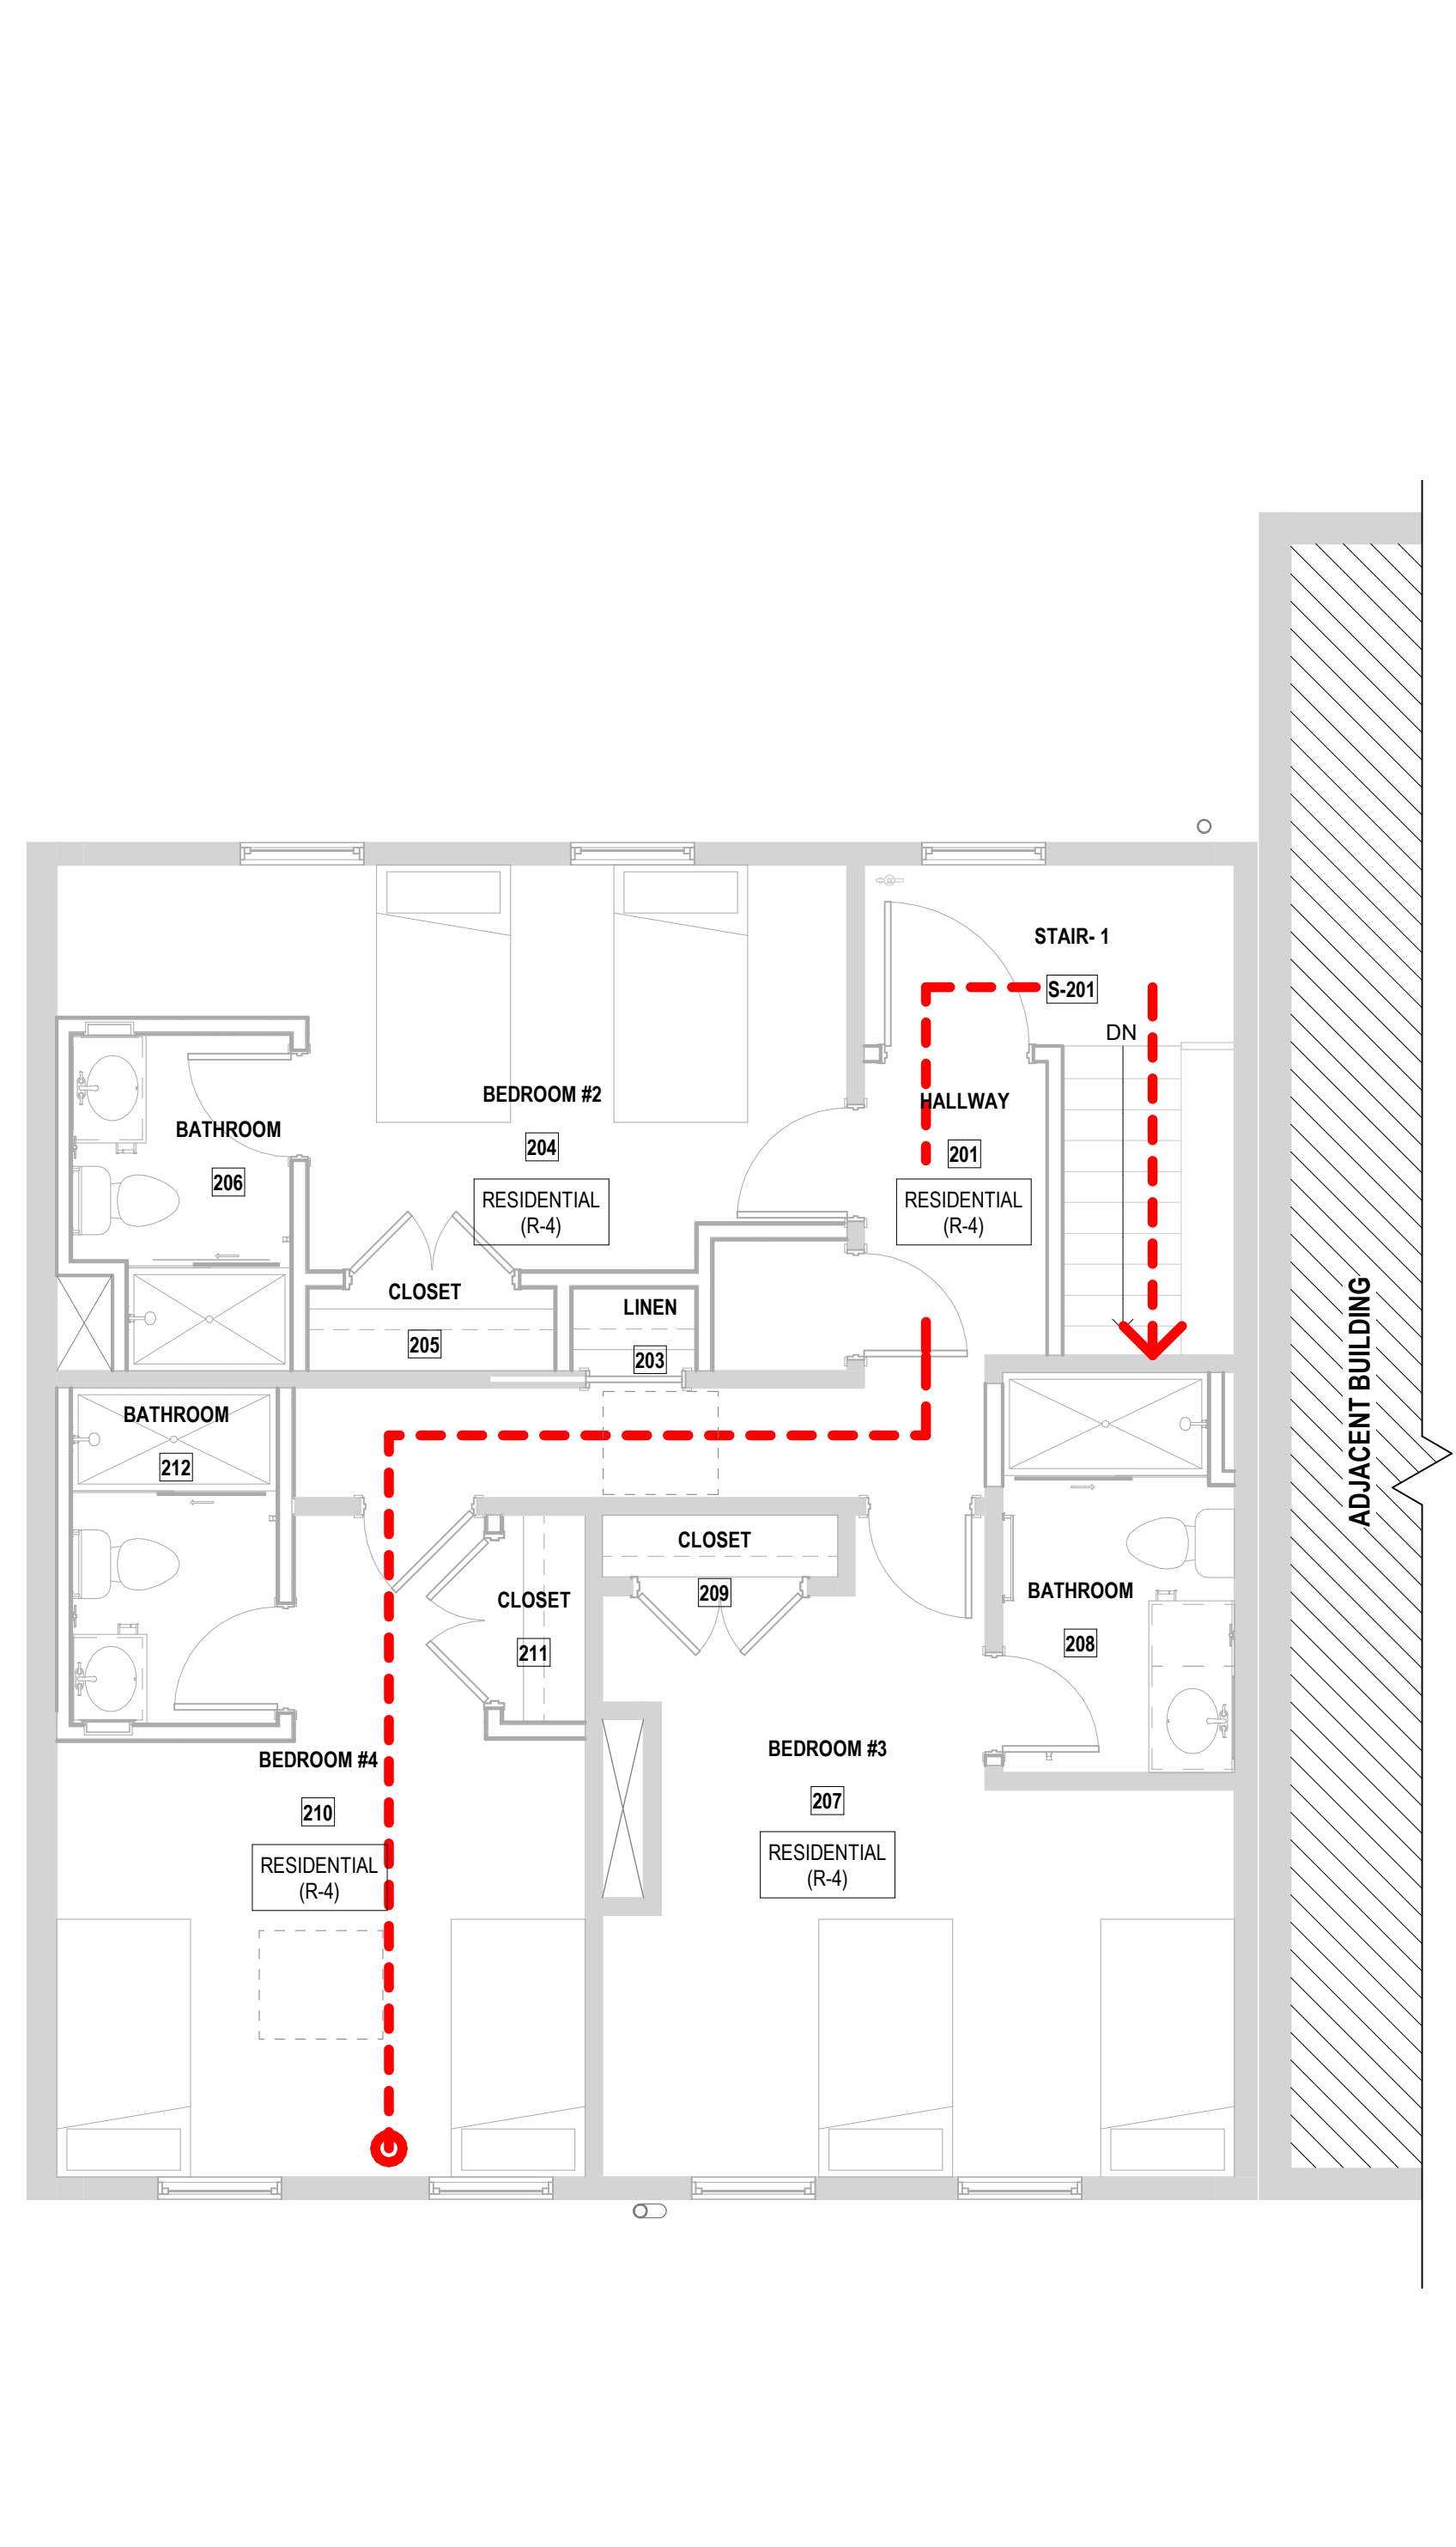 STAIR- 1
S-201
DN
HALLWAY
201
RESIDENTIAL
(R-4)
BEDROOM #2
204
RESIDENTIAL
(R-4)
BATHROOM
206
CLOSET
205
LINEN
203
BATHROOM
212
CLOSET
211
CLOSET
209
BATHROOM
208
BEDROOM #4
210
RESIDENTIAL
(R-4)
BEDROOM #3
207
RESIDENTIAL
(R-4)
ADJACENT BUILDING